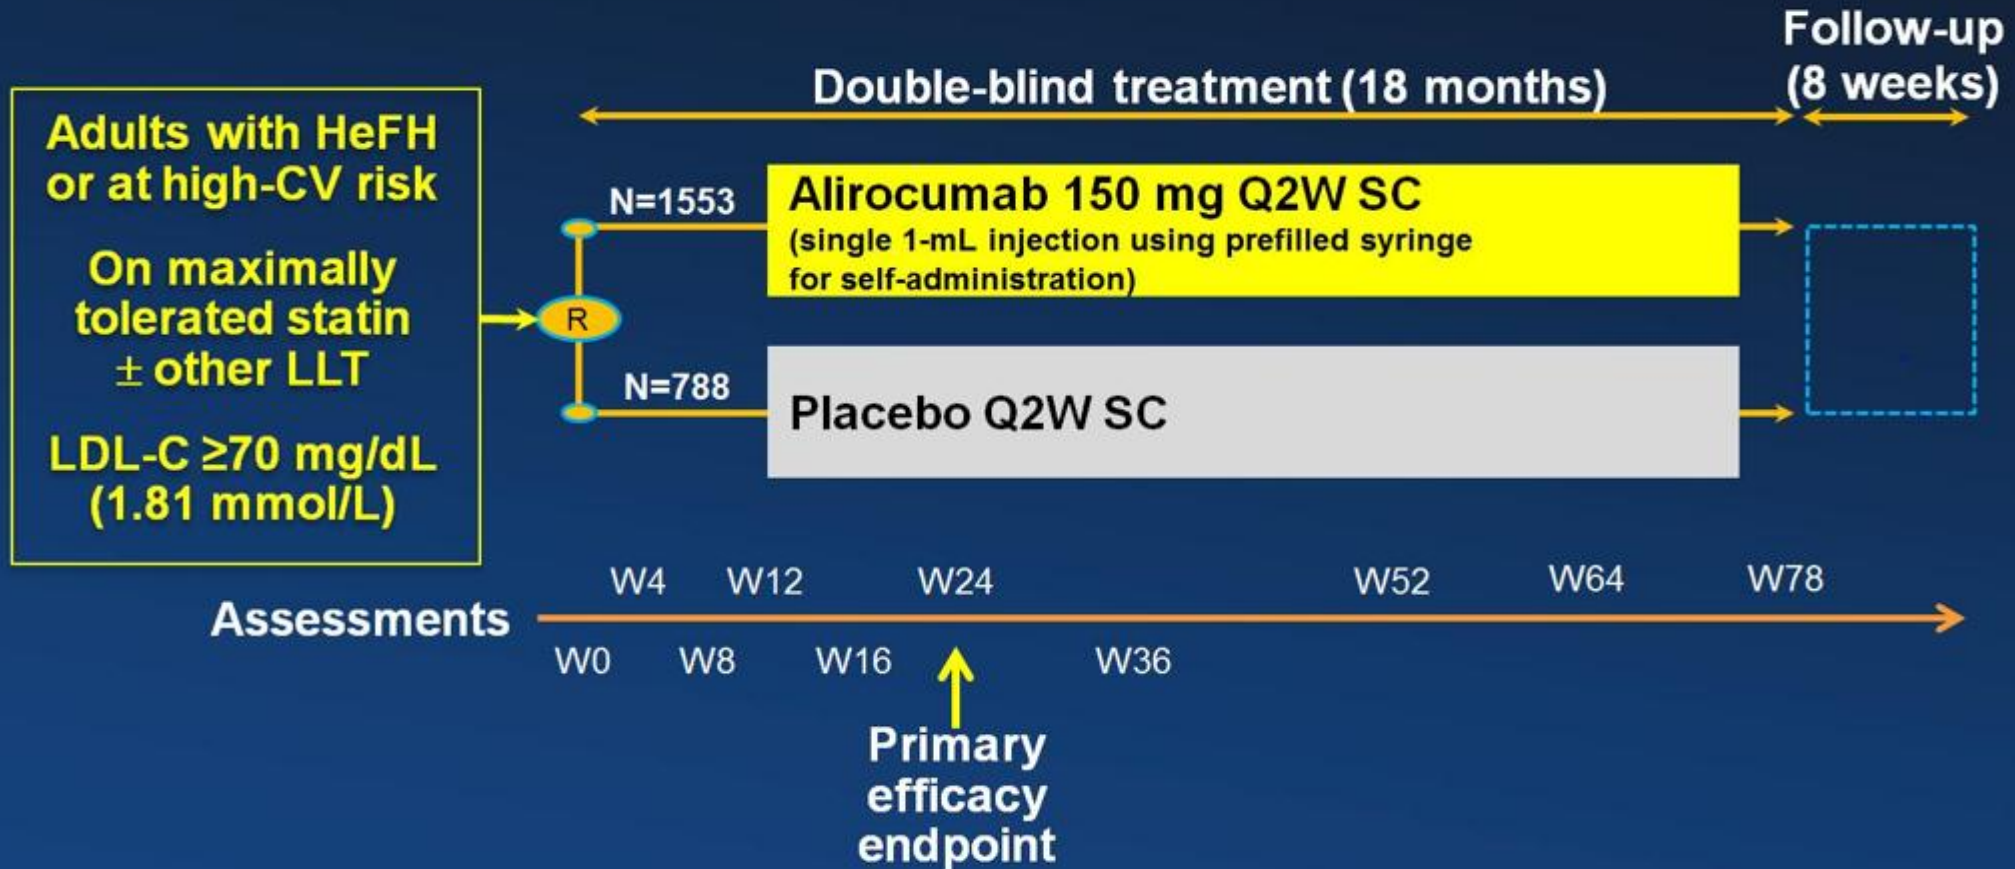 Follow-up
(8 weeks)
Double-blind treatment (18 months)
Adults with HeFH
or at high-CV risk
On maximally
tolerated statin
± other LLT
LDL-C ≥70 mg/dL
(1.81 mmol/L)
R
N=1553
Alirocumab 150 mg Q2W SC
(single 1-mL injection using prefilled syringe
for self-administration)
N=788
Placebo Q2W SC
Assessments
W4 W12 W24 W52 W64 W78
W0 W8 W16 W36
Primary
efficacy
endpoint